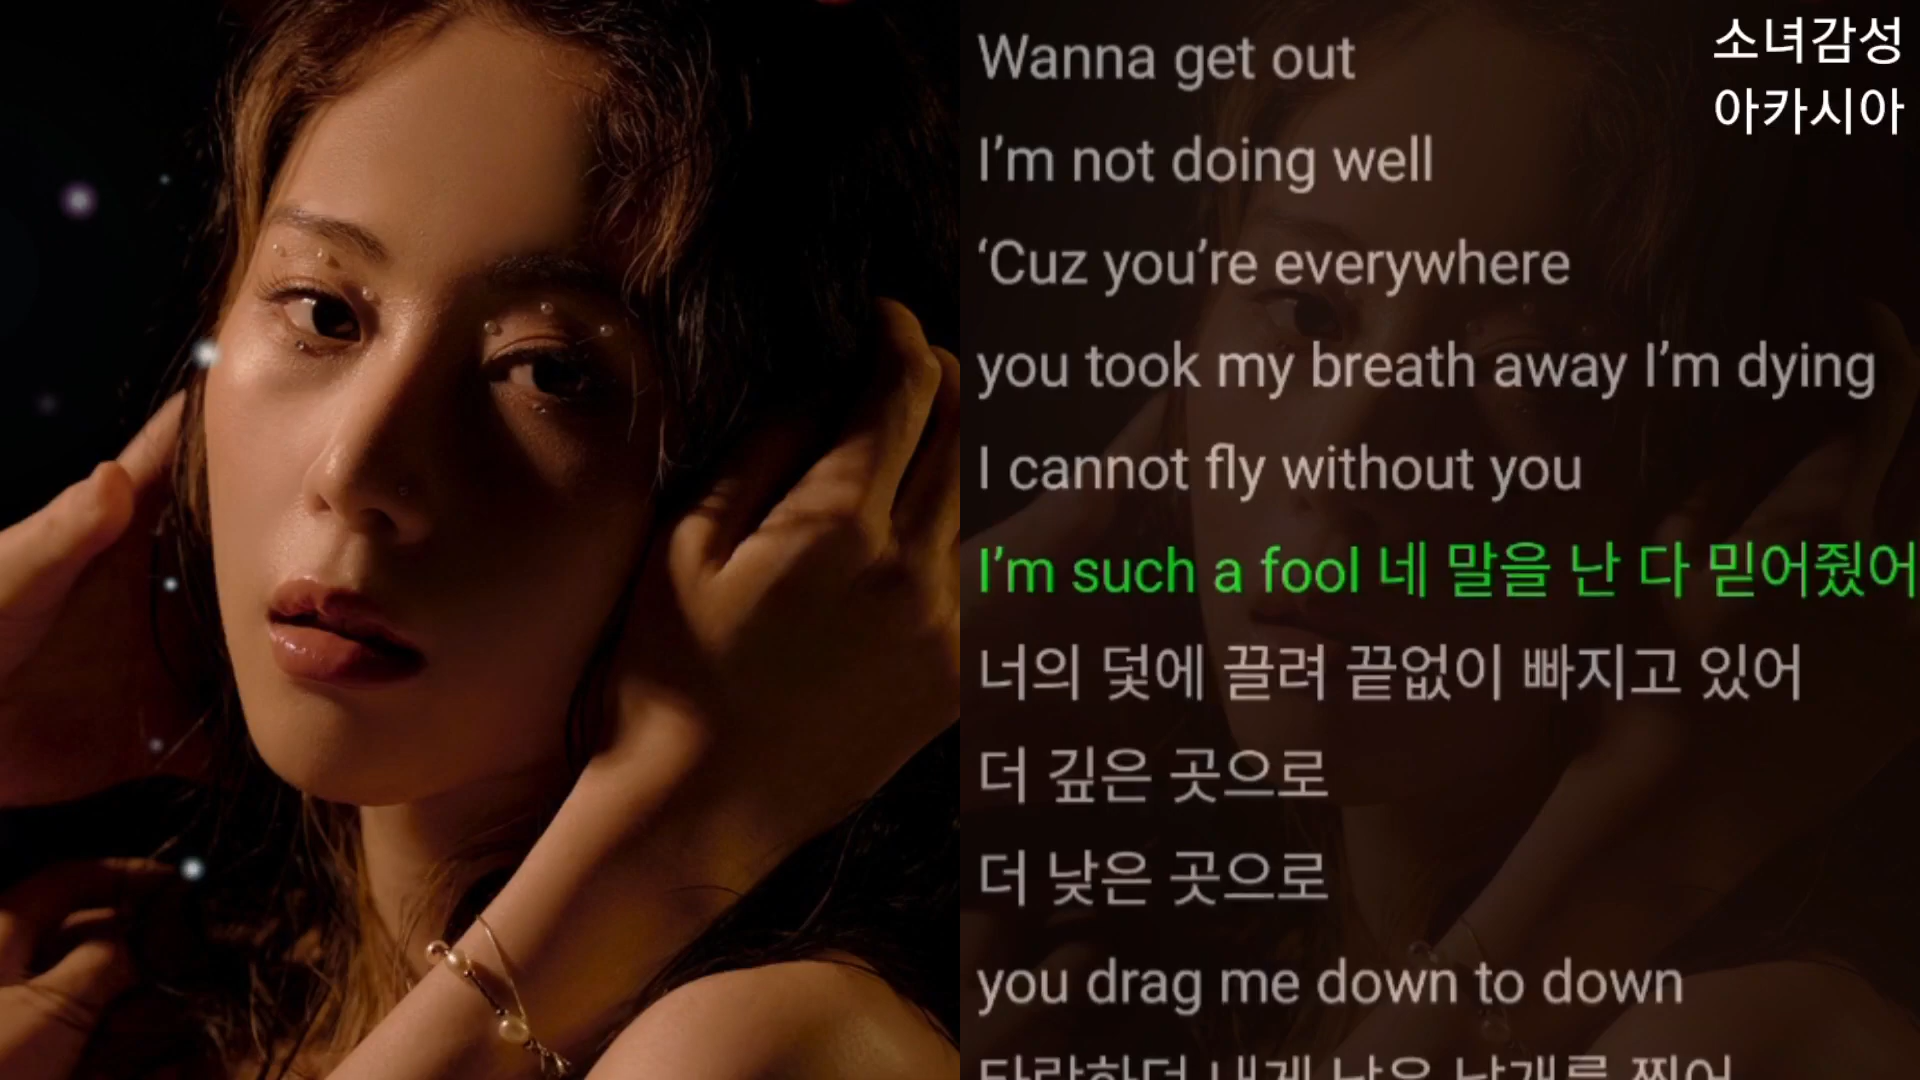 소녀감성
아카시아
Wanna get out
I’m not doing well
‘Cuz you’re everywhere
you took my breath away I’m dying
I cannot fly without you
I’m such a fool 네 말을 난 다 믿어줬어
너의 덫에 끌려 끝없이 빠지고 있어
더 깊은 곳으로
더 낮은 곳으로
you drag me down to down